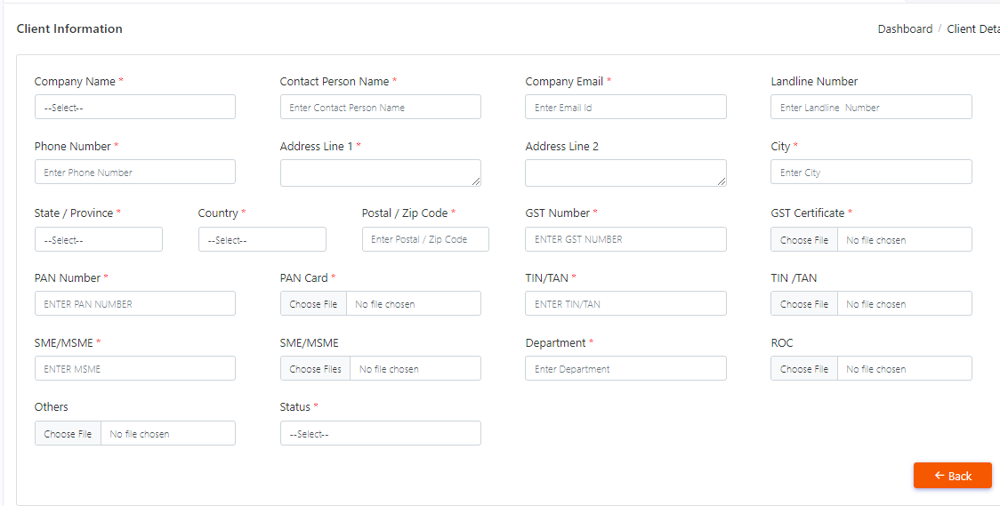 Client Information
Dashboard / Client Deta
Company Name * Contact Person Name * Company Email * Landline Number
--Select-- Enter Contact Person Name Enter Email Id Enter Landline Number
Phone Number * Address Line 1 * Address Line 2 City *
Enter Phone Number Enter City
State / Province * Country * Postal / Zip Code * GST Number * GST Certificate *
--Select-- --Select-- Enter Postal / Zip Code ENTER GST NUMBER Choose File No file chosen
PAN Number * PAN Card * TIN/TAN * TIN /TAN
ENTER PAN NUMBER Choose File No file chosen ENTER TIN/TAN Choose File No file chosen
SME/MSME * SME/MSME Department * ROC
ENTER MSME Choose Files No file chosen Enter Department Choose File No file chosen
Others Status *
Choose File No file chosen --Select--
← Back